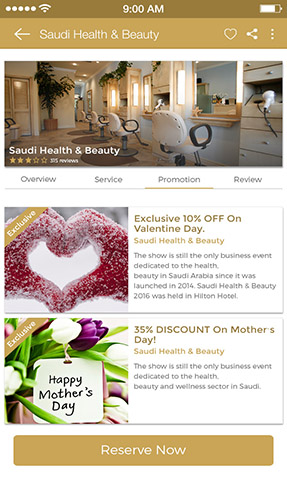 9:00 AM
Saudi Health & Beauty
Saudi Health & Beauty
315 reviews
Overview Service Promotion Review
Exclusive
Exclusive 10% OFF On
Valentine Day.
Saudi Health & Beauty
The show is still the only business event
dedicated to the health,
beauty in Saudi Arabia since it was
launched in 2014. Saudi Health & Beauty
2016 was held in Hilton Hotel.
Exclusive
Happy
Mother's
Day
35% DISCOUNT On Mother's
Day!
Saudi Health & Beauty
The show is still the only business event
dedicated to the health,
beauty and wellness sector in Saudi.
Reserve Now